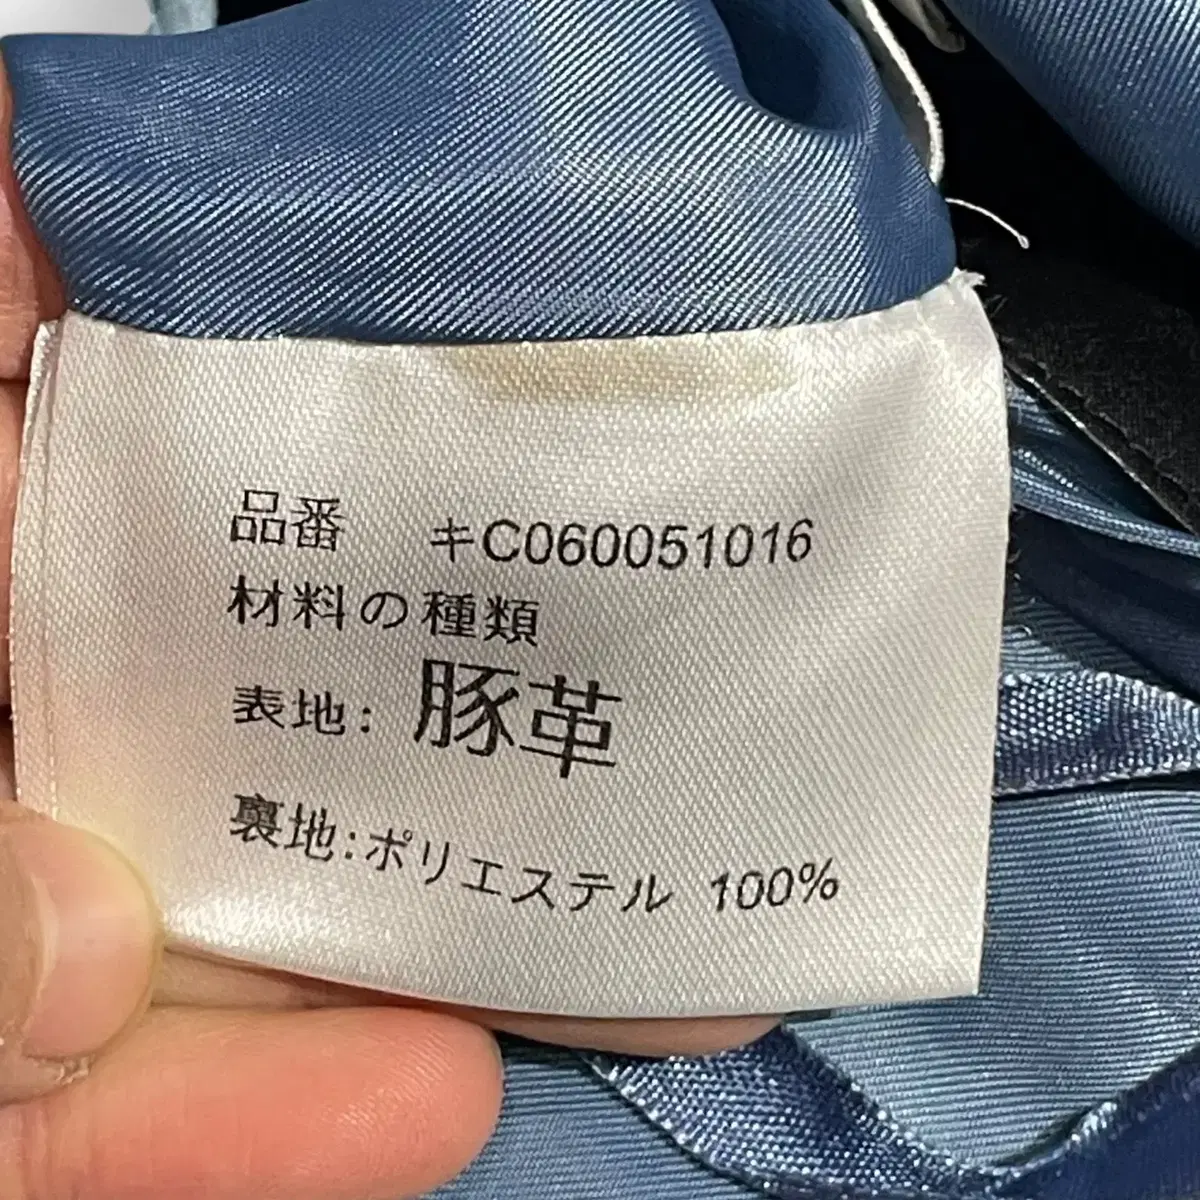 品番 キC060051016
材料の種類
表地: 豚革
裏地:ポリエステル 100%